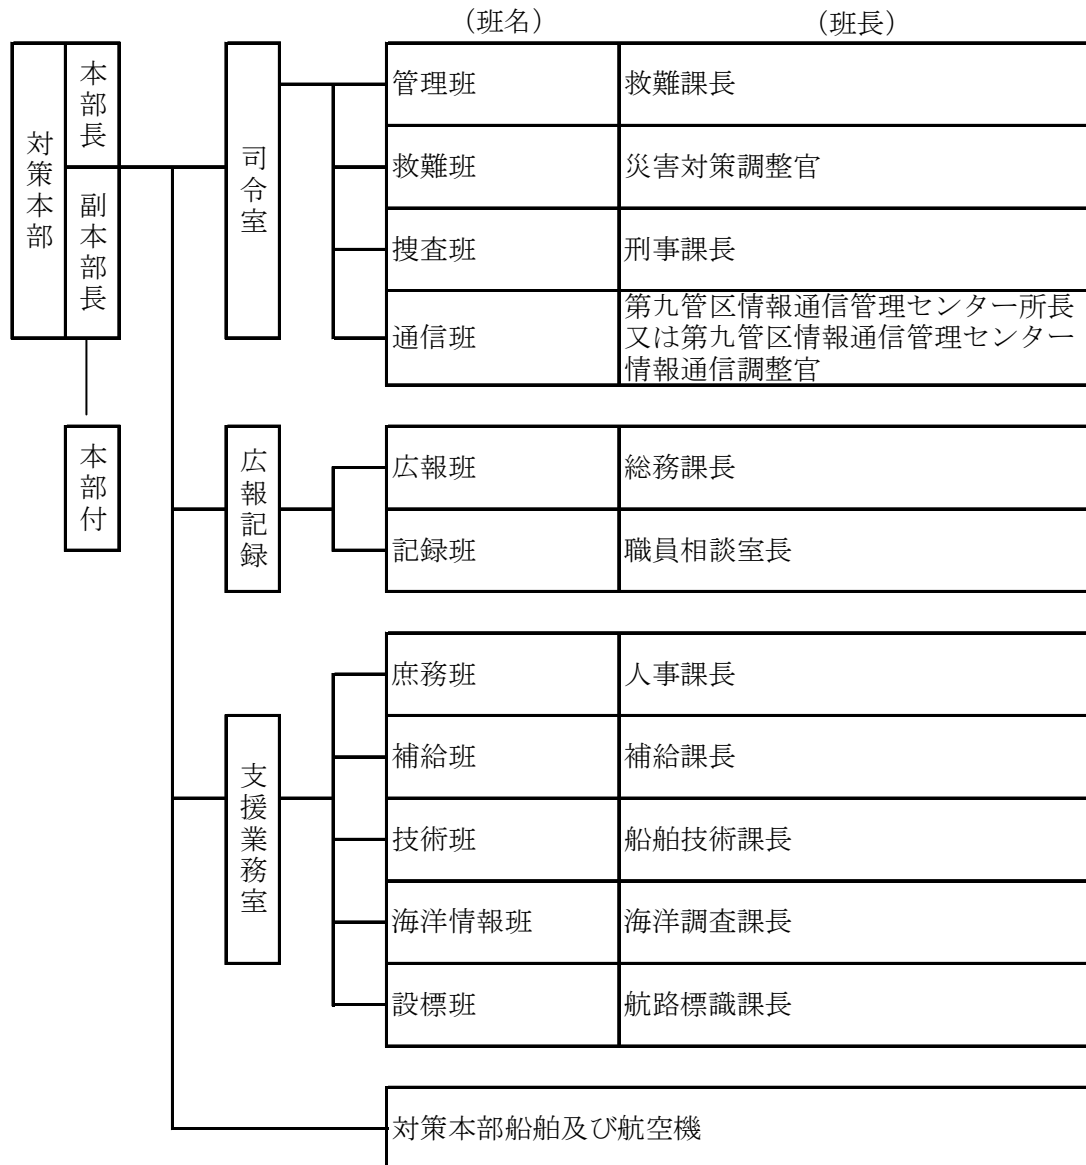 (班名)
(班長)
対策本部
本部長
副本部長
本部付
司令室
管理班
救難課長
救難班
災害対策調整官
捜査班
刑事課長
通信班
第九管区情報通信管理センター所長
又は第九管区情報通信管理センター
情報通信調整官
広報記録
広報班
総務課長
記録班
職員相談室長
支援業務室
庶務班
人事課長
補給班
補給課長
技術班
船舶技術課長
海洋情報班
海洋調査課長
設標班
航路標識課長
対策本部船舶及び航空機